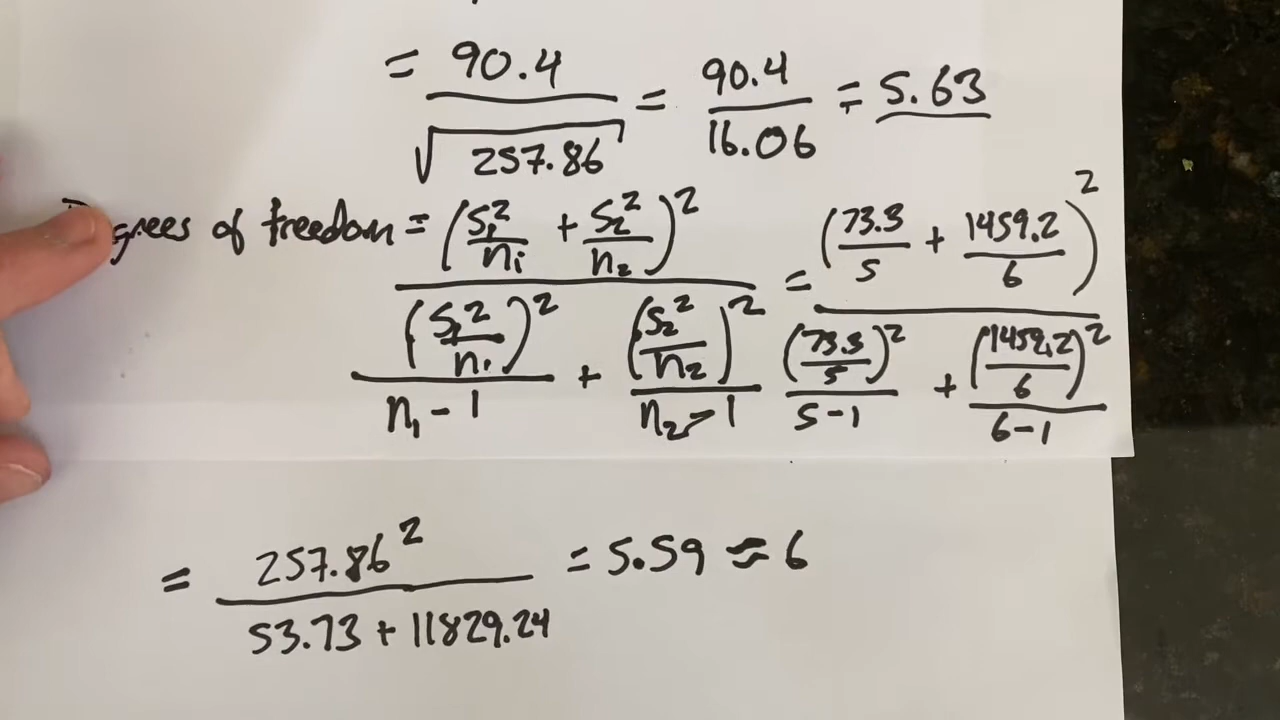 = 90.4 / √257.86 = 90.4 / 16.06 = 5.63
grees of freedom = (S₁²/n₁ + S₂²/n₂)² / ((S₁²/n₁)²/(n₁ - 1) + (S₂²/n₂)²/(n₂ - 1)) = (73.3/5 + 1459.2/6)² / ((73.3/5)²/(5-1) + (1459.2/6)²/(6-1))
= 257.86² / (53.73 + 11829.24) = 5.59 ≈ 6